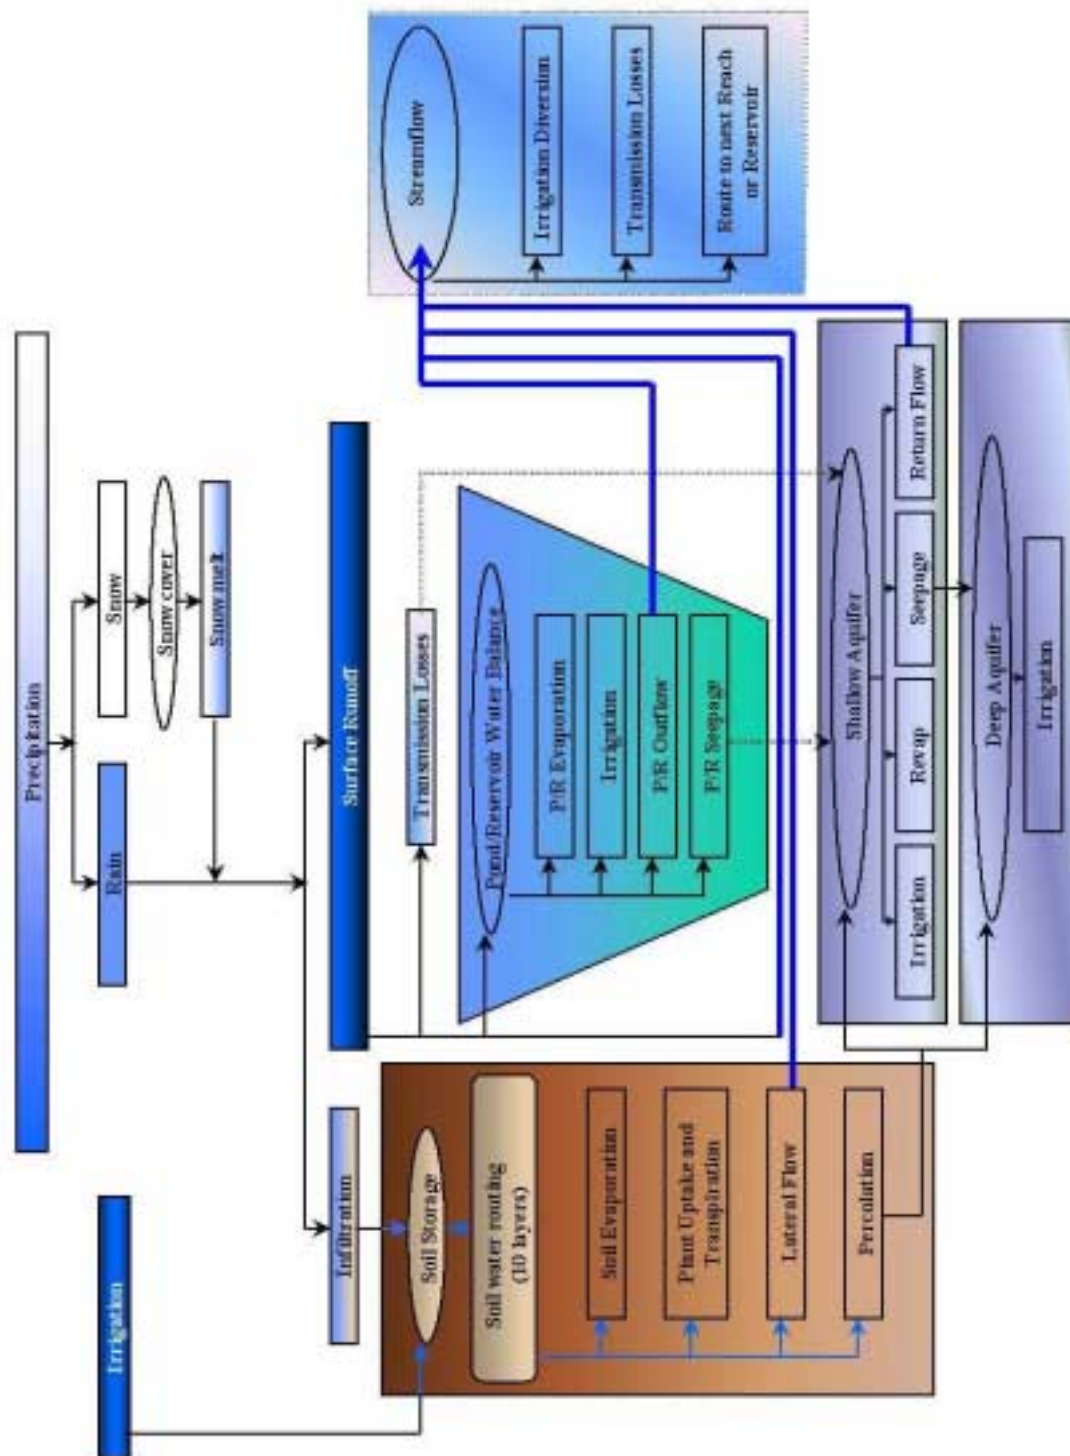 Precipitation
Irrigation
Rain
Snow
Snow cover
Snow melt
Infiltration
Surface Runoff
Soil Storage
Soil water routing
(10 layers)
Soil Evaporation
Plant Uptake and
Transpiration
Lateral Flow
Percolation
Transmission Losses
Pond/Reservoir Water Balance
P/R Evaporation
Irrigation
P/R Outflow
P/R Seepage
Streamflow
Irrigation Diversion
Transmission Losses
Route to next Reach
or Reservoir
Shallow Aquifer
Irrigation
Revap
Seepage
Return Flow
Deep Aquifer
Irrigation